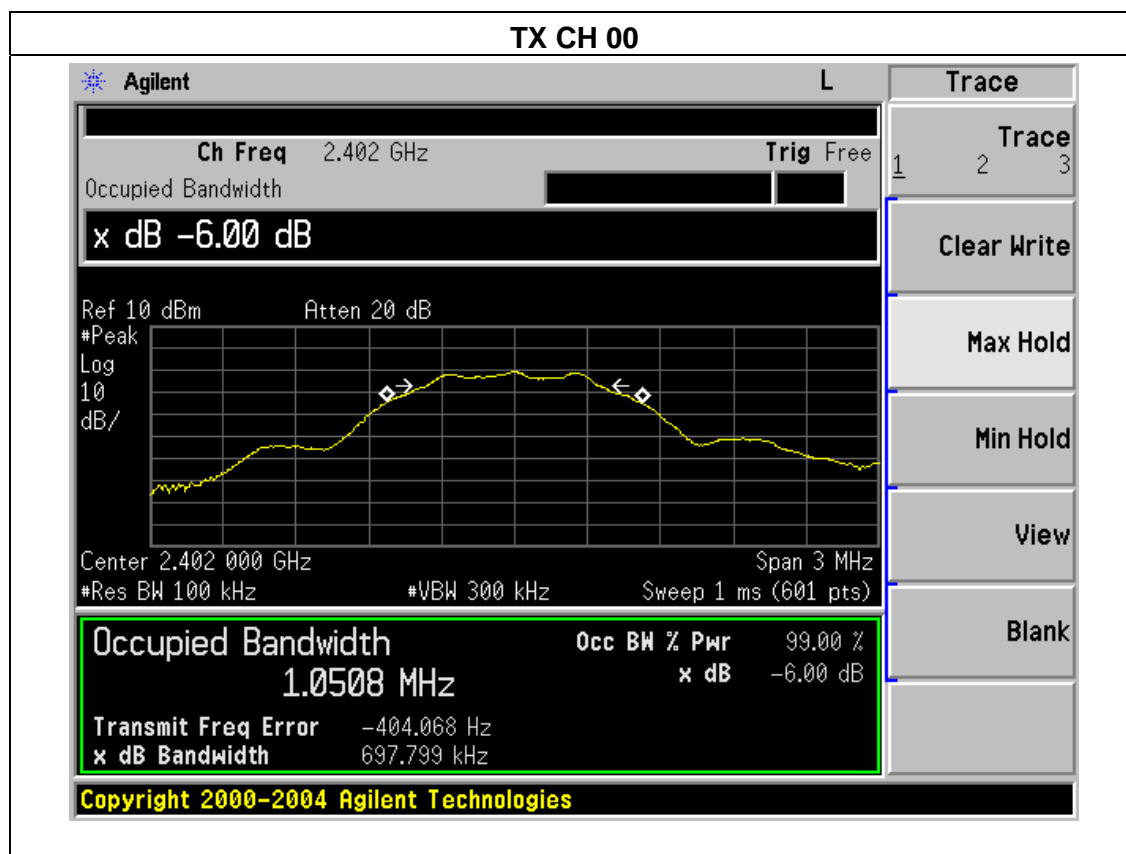 TX CH 00
Agilent L Trace
Ch Freq 2.402 GHz Trig Free
Occupied Bandwidth
x dB -6.00 dB
Ref 10 dBm Atten 20 dB
#Peak
Log
10
dB/
Center 2.402 000 GHz Span 3 MHz
#Res BW 100 kHz #VBW 300 kHz Sweep 1 ms (601 pts)
Occupied Bandwidth Occ BW % Pwr 99.00 %
1.0508 MHz x dB -6.00 dB
Transmit Freq Error -404.068 Hz
x dB Bandwidth 697.799 kHz
Trace
1 2 3
Clear Write
Max Hold
Min Hold
View
Blank
Copyright 2000-2004 Agilent Technologies